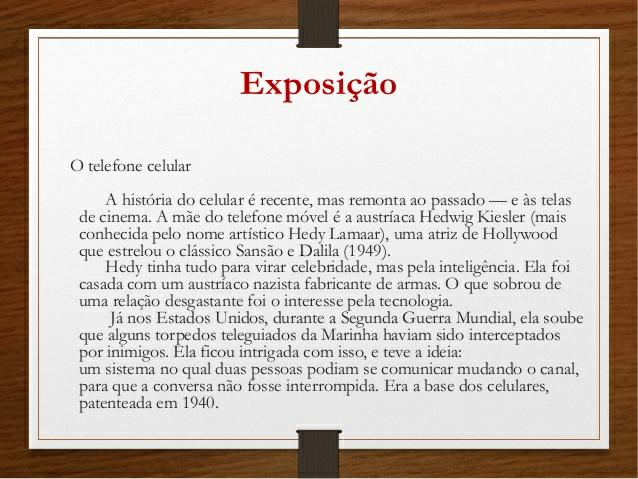 Exposição
O telefone celular
A história do celular é recente, mas remonta ao passado — e às telas
de cinema. A mãe do telefone móvel é a austríaca Hedwig Kiesler (mais
conhecida pelo nome artístico Hedy Lamaar), uma atriz de Hollywood
que estrelou o clássico Sansão e Dalila (1949).
Hedy tinha tudo para virar celebridade, mas pela inteligência. Ela foi
casada com um austríaco nazista fabricante de armas. O que sobrou de
uma relação desgastante foi o interesse pela tecnologia.
Já nos Estados Unidos, durante a Segunda Guerra Mundial, ela soube
que alguns torpedos teleguiados da Marinha haviam sido interceptados
por inimigos. Ela ficou intrigada com isso, e teve a ideia:
um sistema no qual duas pessoas podiam se comunicar mudando o canal,
para que a conversa não fosse interrompida. Era a base dos celulares,
patenteada em 1940.